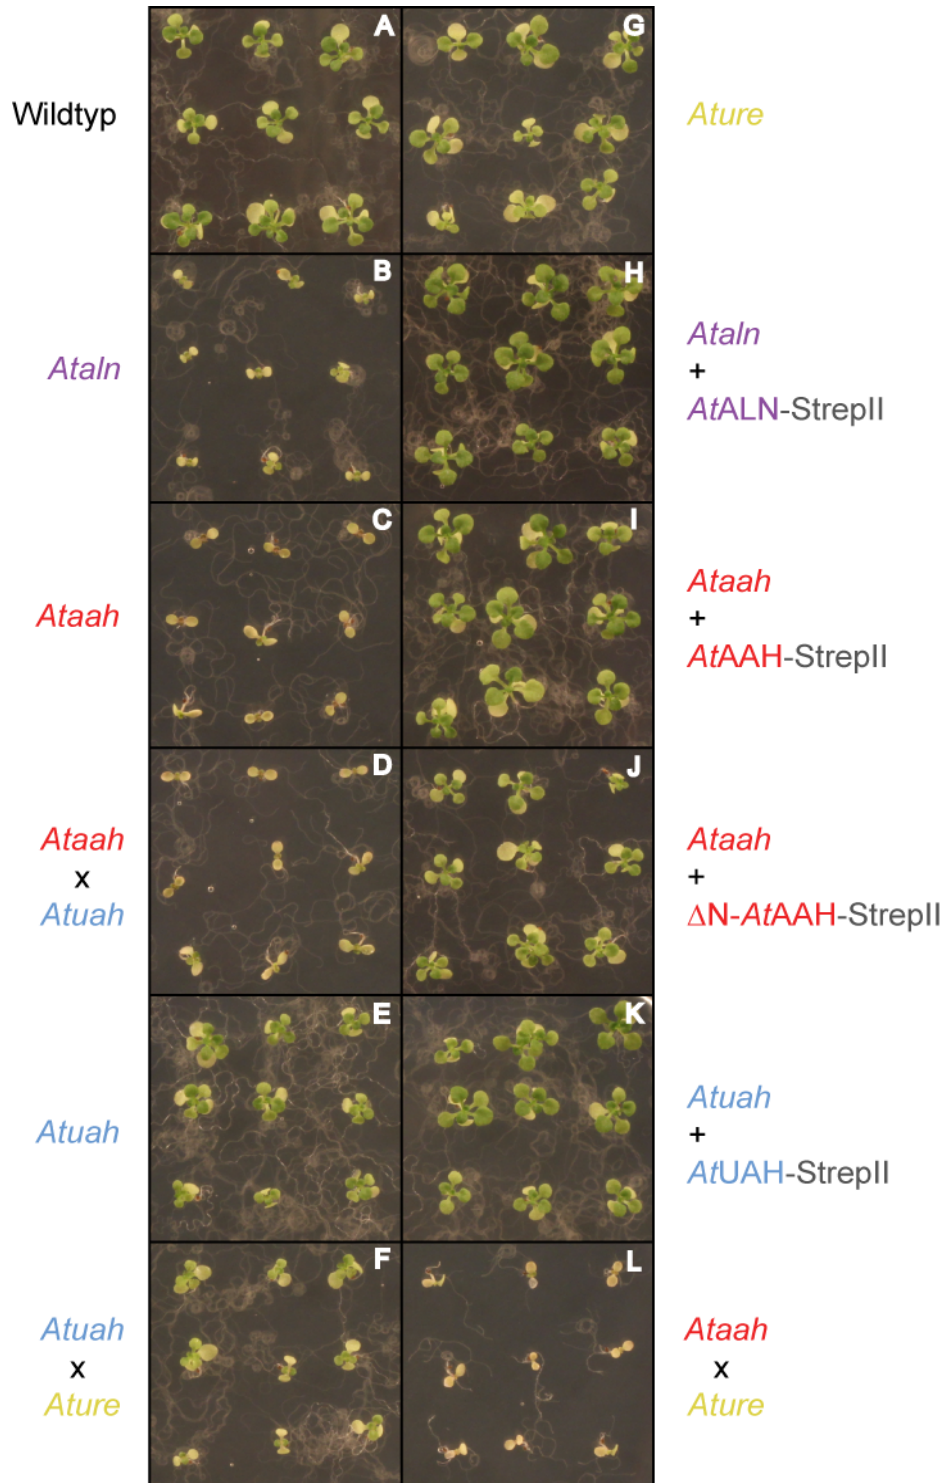 A
G
Wildtyp
Ature
B
H
Ataln
Ataln
+
AtALN-StrepII
C
I
Ataah
Ataah
+
AtAAH-StrepII
D
J
Ataah
x
Atuah
Ataah
+
ΔN-AtAAH-StrepII
E
K
Atuah
Atuah
+
AtUAH-StrepII
F
L
Atuah
x
Ature
Ataah
x
Ature